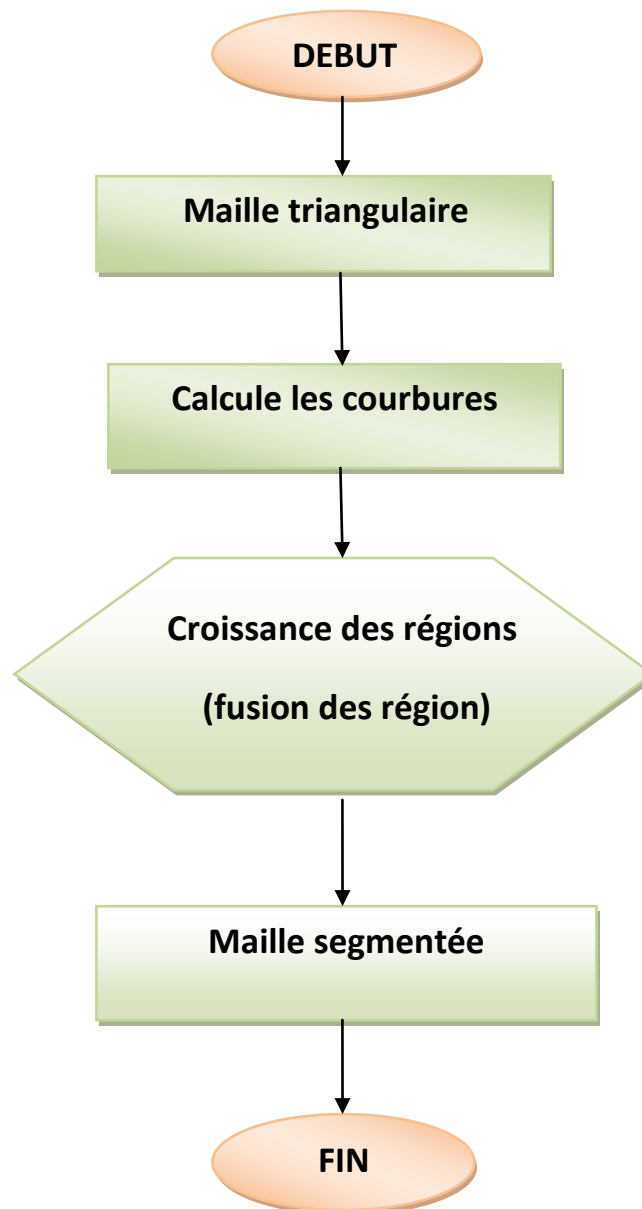 DEBUT
Maille triangulaire
Calcule les courbures
Croissance des régions
(fusion des région)
Maille segmentée
FIN